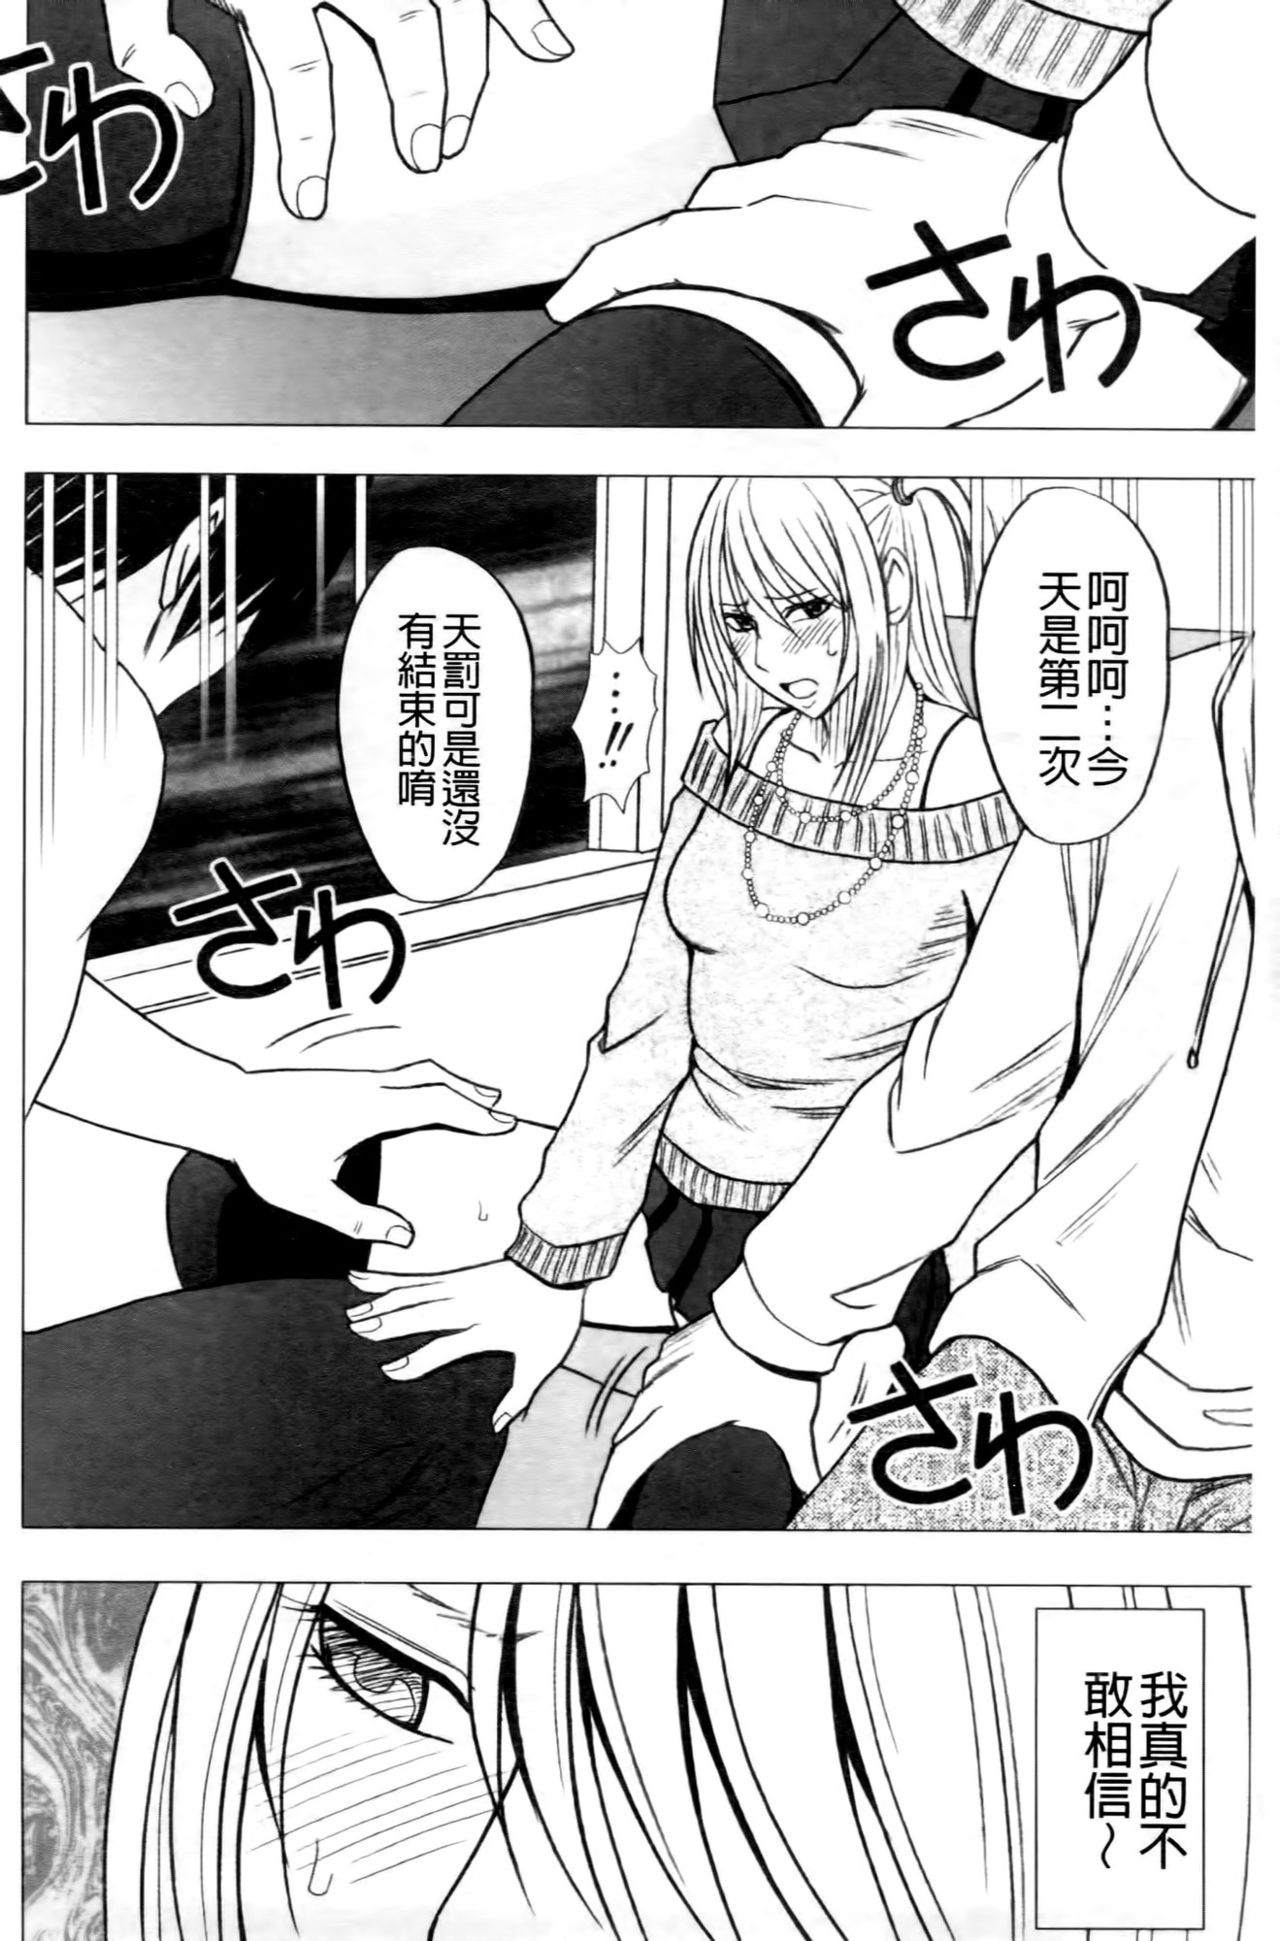 さわ
さわ
呵呵呵…今
天是第二次
…!!
天罰可是還沒
有結束的唷
さわ
さわ
我真的不
敢相信~